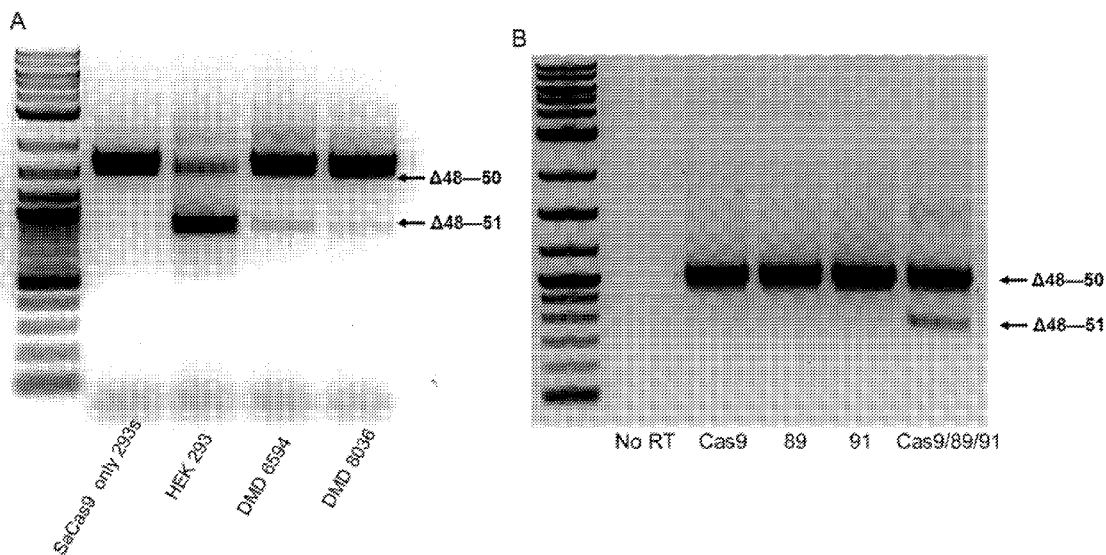 A
Δ48—50
Δ48—51
SaCas9 only 293s
HEK 293
DMD 6594
DMD 8036
B
Δ48—50
Δ48—51
No RT
Cas9
89
91
Cas9/89/91